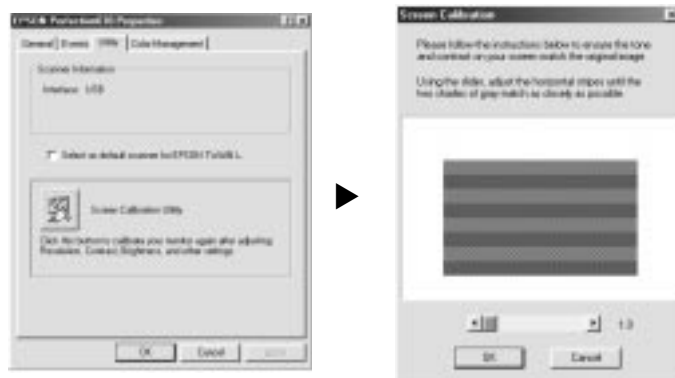 EPSON Perfection610 Properties
General Events Utility Color Management
Scanner Information
Interface: USB
Select as default scanner for EPSON TWAIN L.
Screen Calibration Utility
Click this button to calibrate your monitor again after adjusting
Resolution, Contrast, Brightness, and other settings.
OK Cancel
Screen Calibration
Please follow the instructions below to ensure the tone
and contrast on your screen match the original image.
Using the slider, adjust the horizontal stripes until the
two shades of gray match as closely as possible.
1.3
OK Cancel